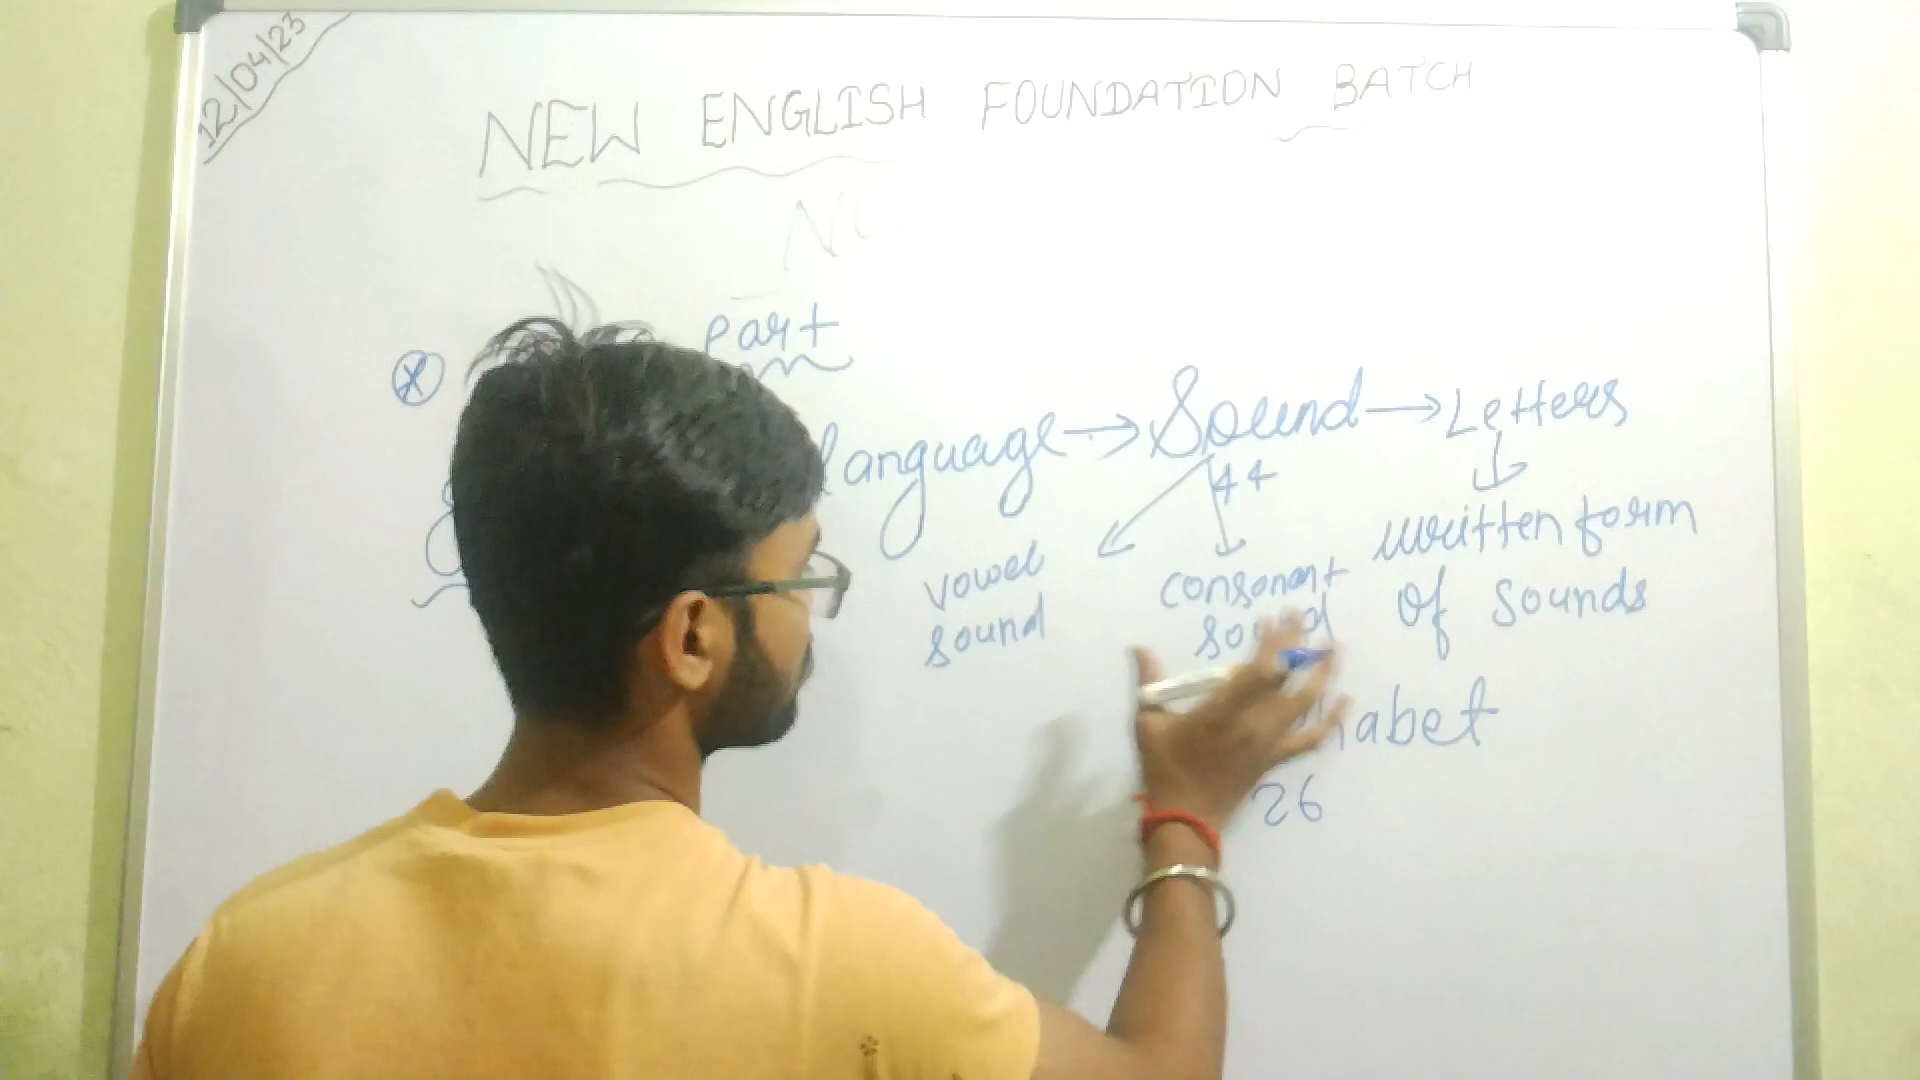 12/04/23
NEW ENGLISH FOUNDATION BATCH
Part
language → Sound → Letters
44
vowel sound
consonant sound
written form of sounds
habet
26